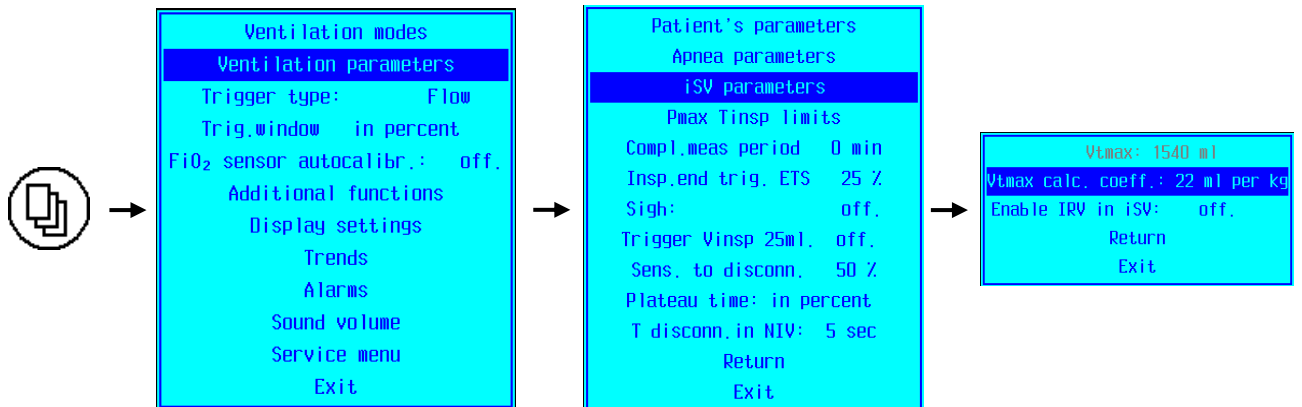 Ventilation modes
Ventilation parameters
Trigger type: Flow
Trig.window in percent
FiO₂ sensor autocalibr.: off.
Additional functions
Display settings
Trends
Alarms
Sound volume
Service menu
Exit
Patient's parameters
Apnea parameters
iSV parameters
Pmax Tinsp limits
Compl.meas period 0 min
Insp.end trig. ETS 25 %
Sigh: off.
Trigger Vinsp 25ml. off.
Sens. to disconn. 50 %
Plateau time: in percent
T disconn.in NIV: 5 sec
Return
Exit
Vtmax: 1540 ml
Vtmax calc. coeff.: 22 ml per kg
Enable IRV in iSV: off.
Return
Exit